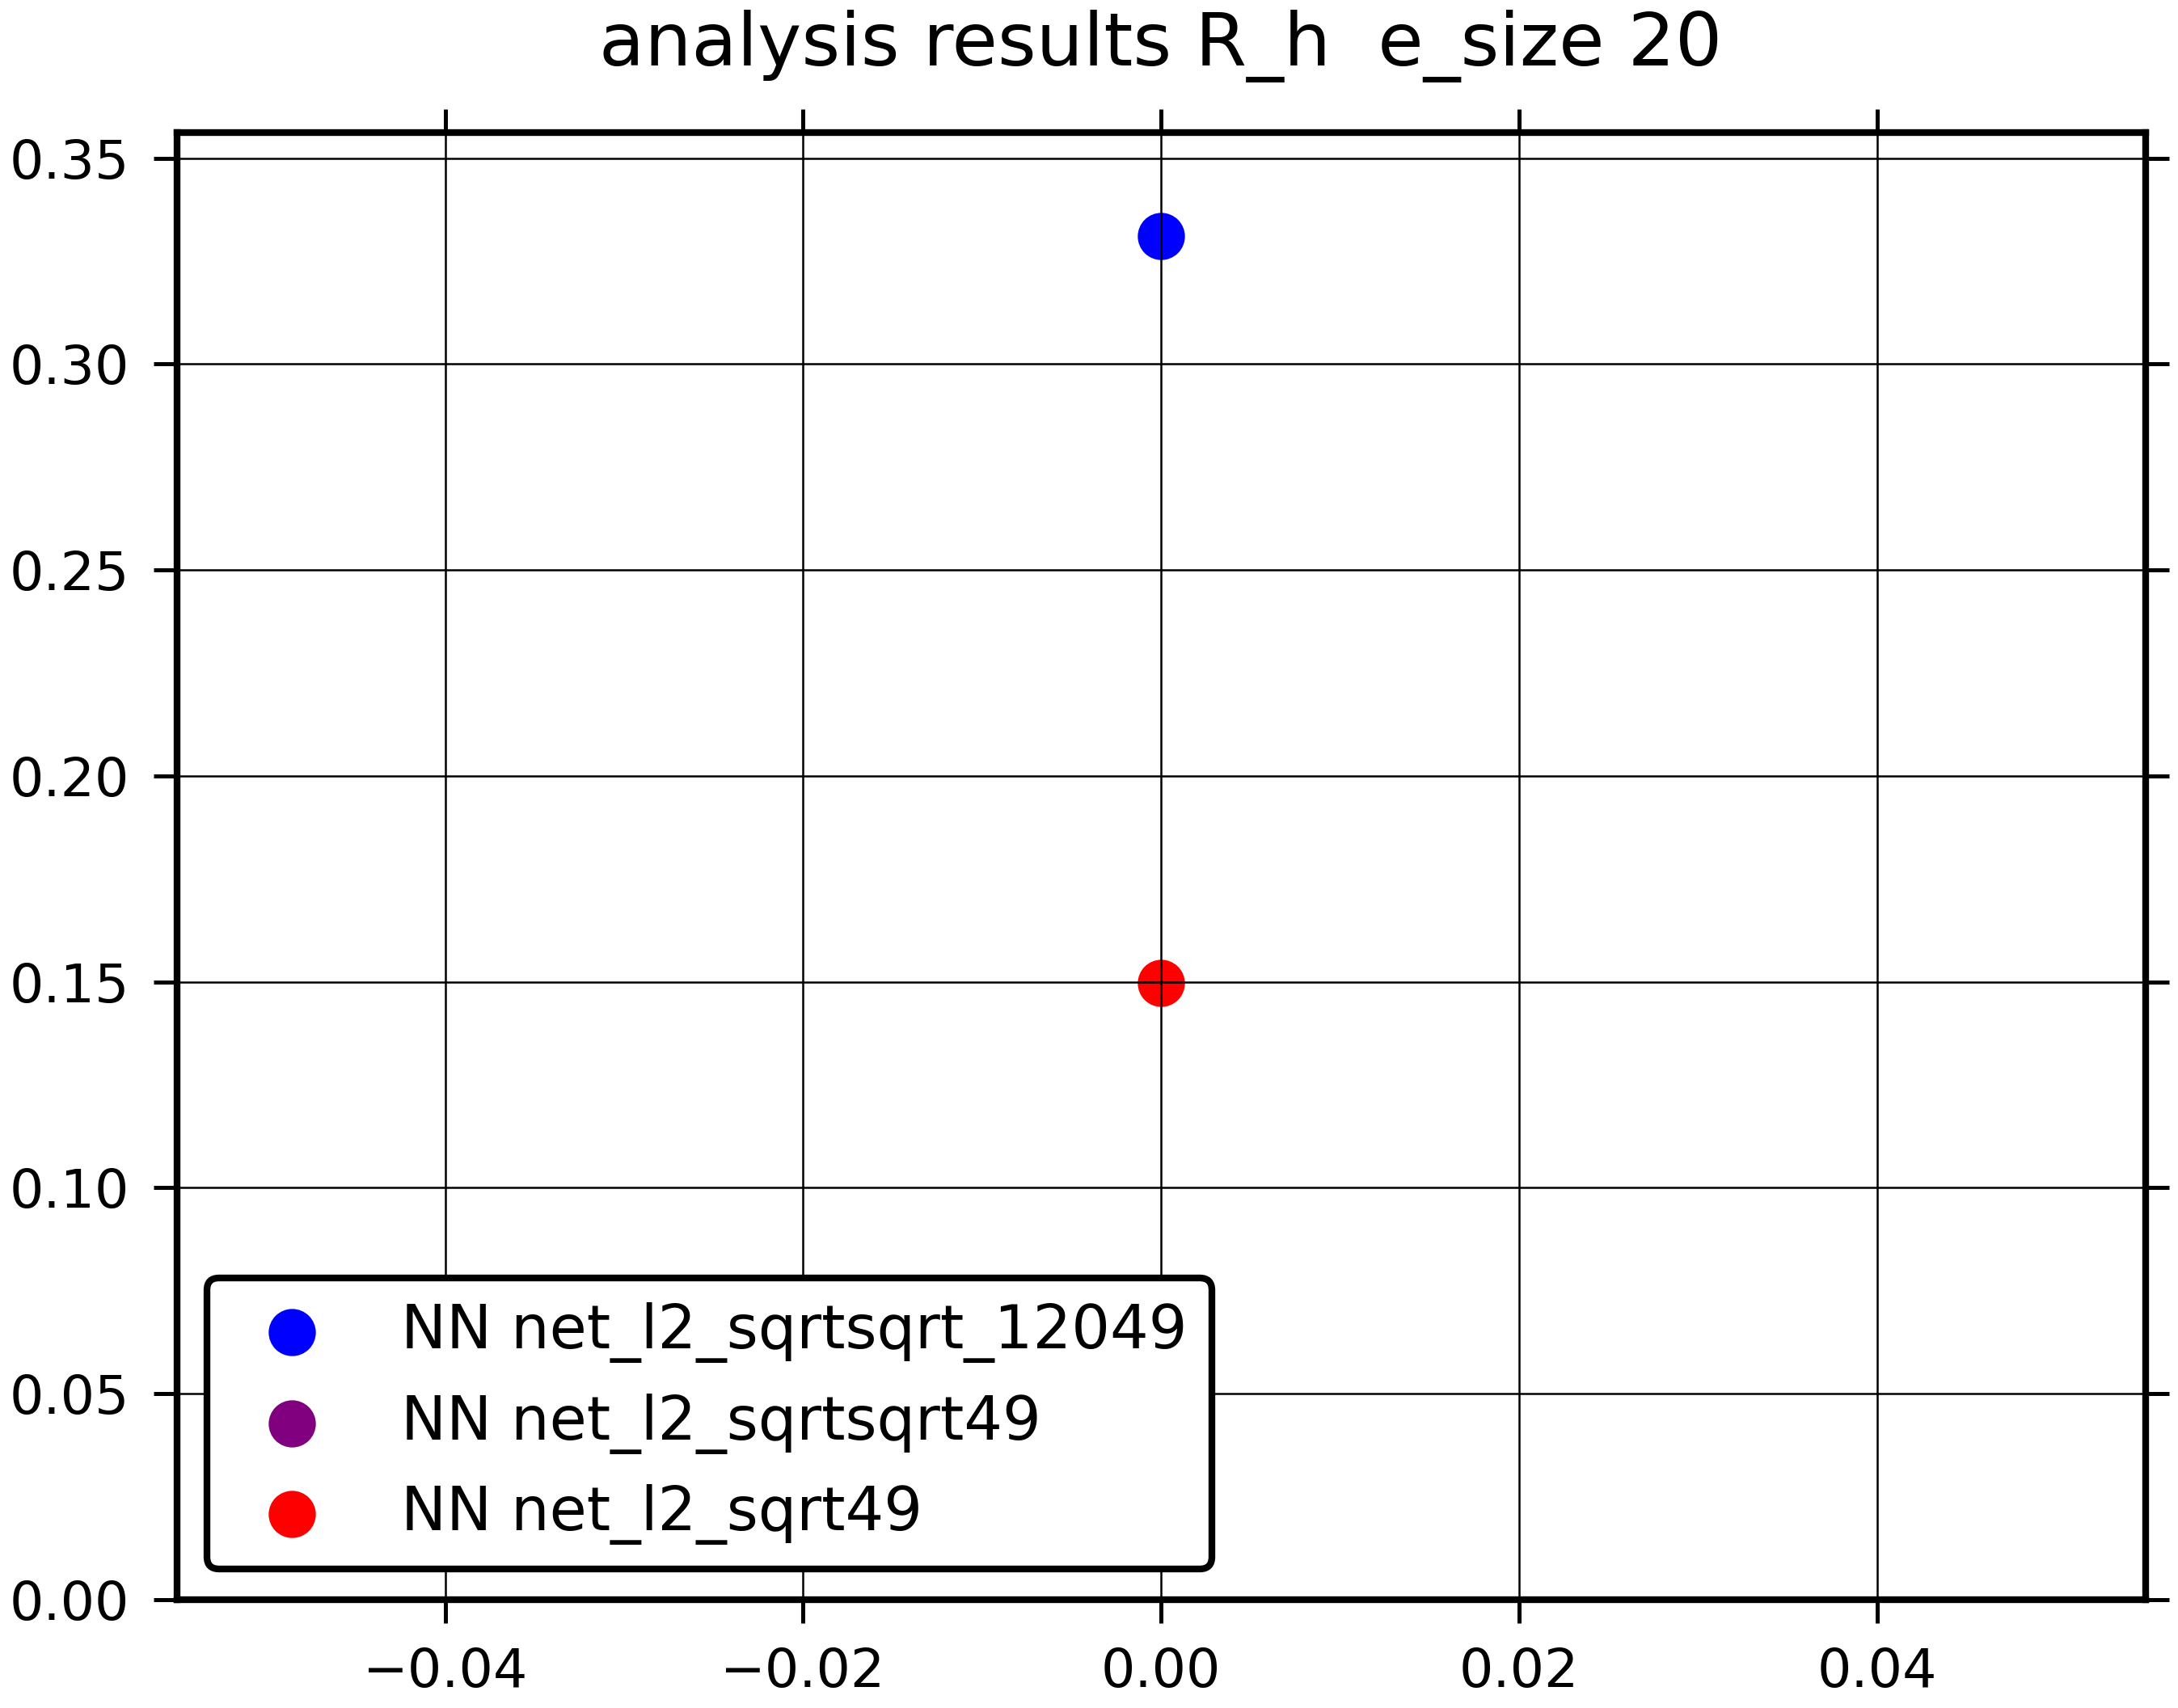 analysis results R_h  e_size 20
0.35
0.30
0.25
0.20
0.15
0.10
0.05
0.00
NN net_l2_sqrtsqrt_12049
NN net_l2_sqrtsqrt49
NN net_l2_sqrt49
−0.04 −0.02 0.00 0.02 0.04